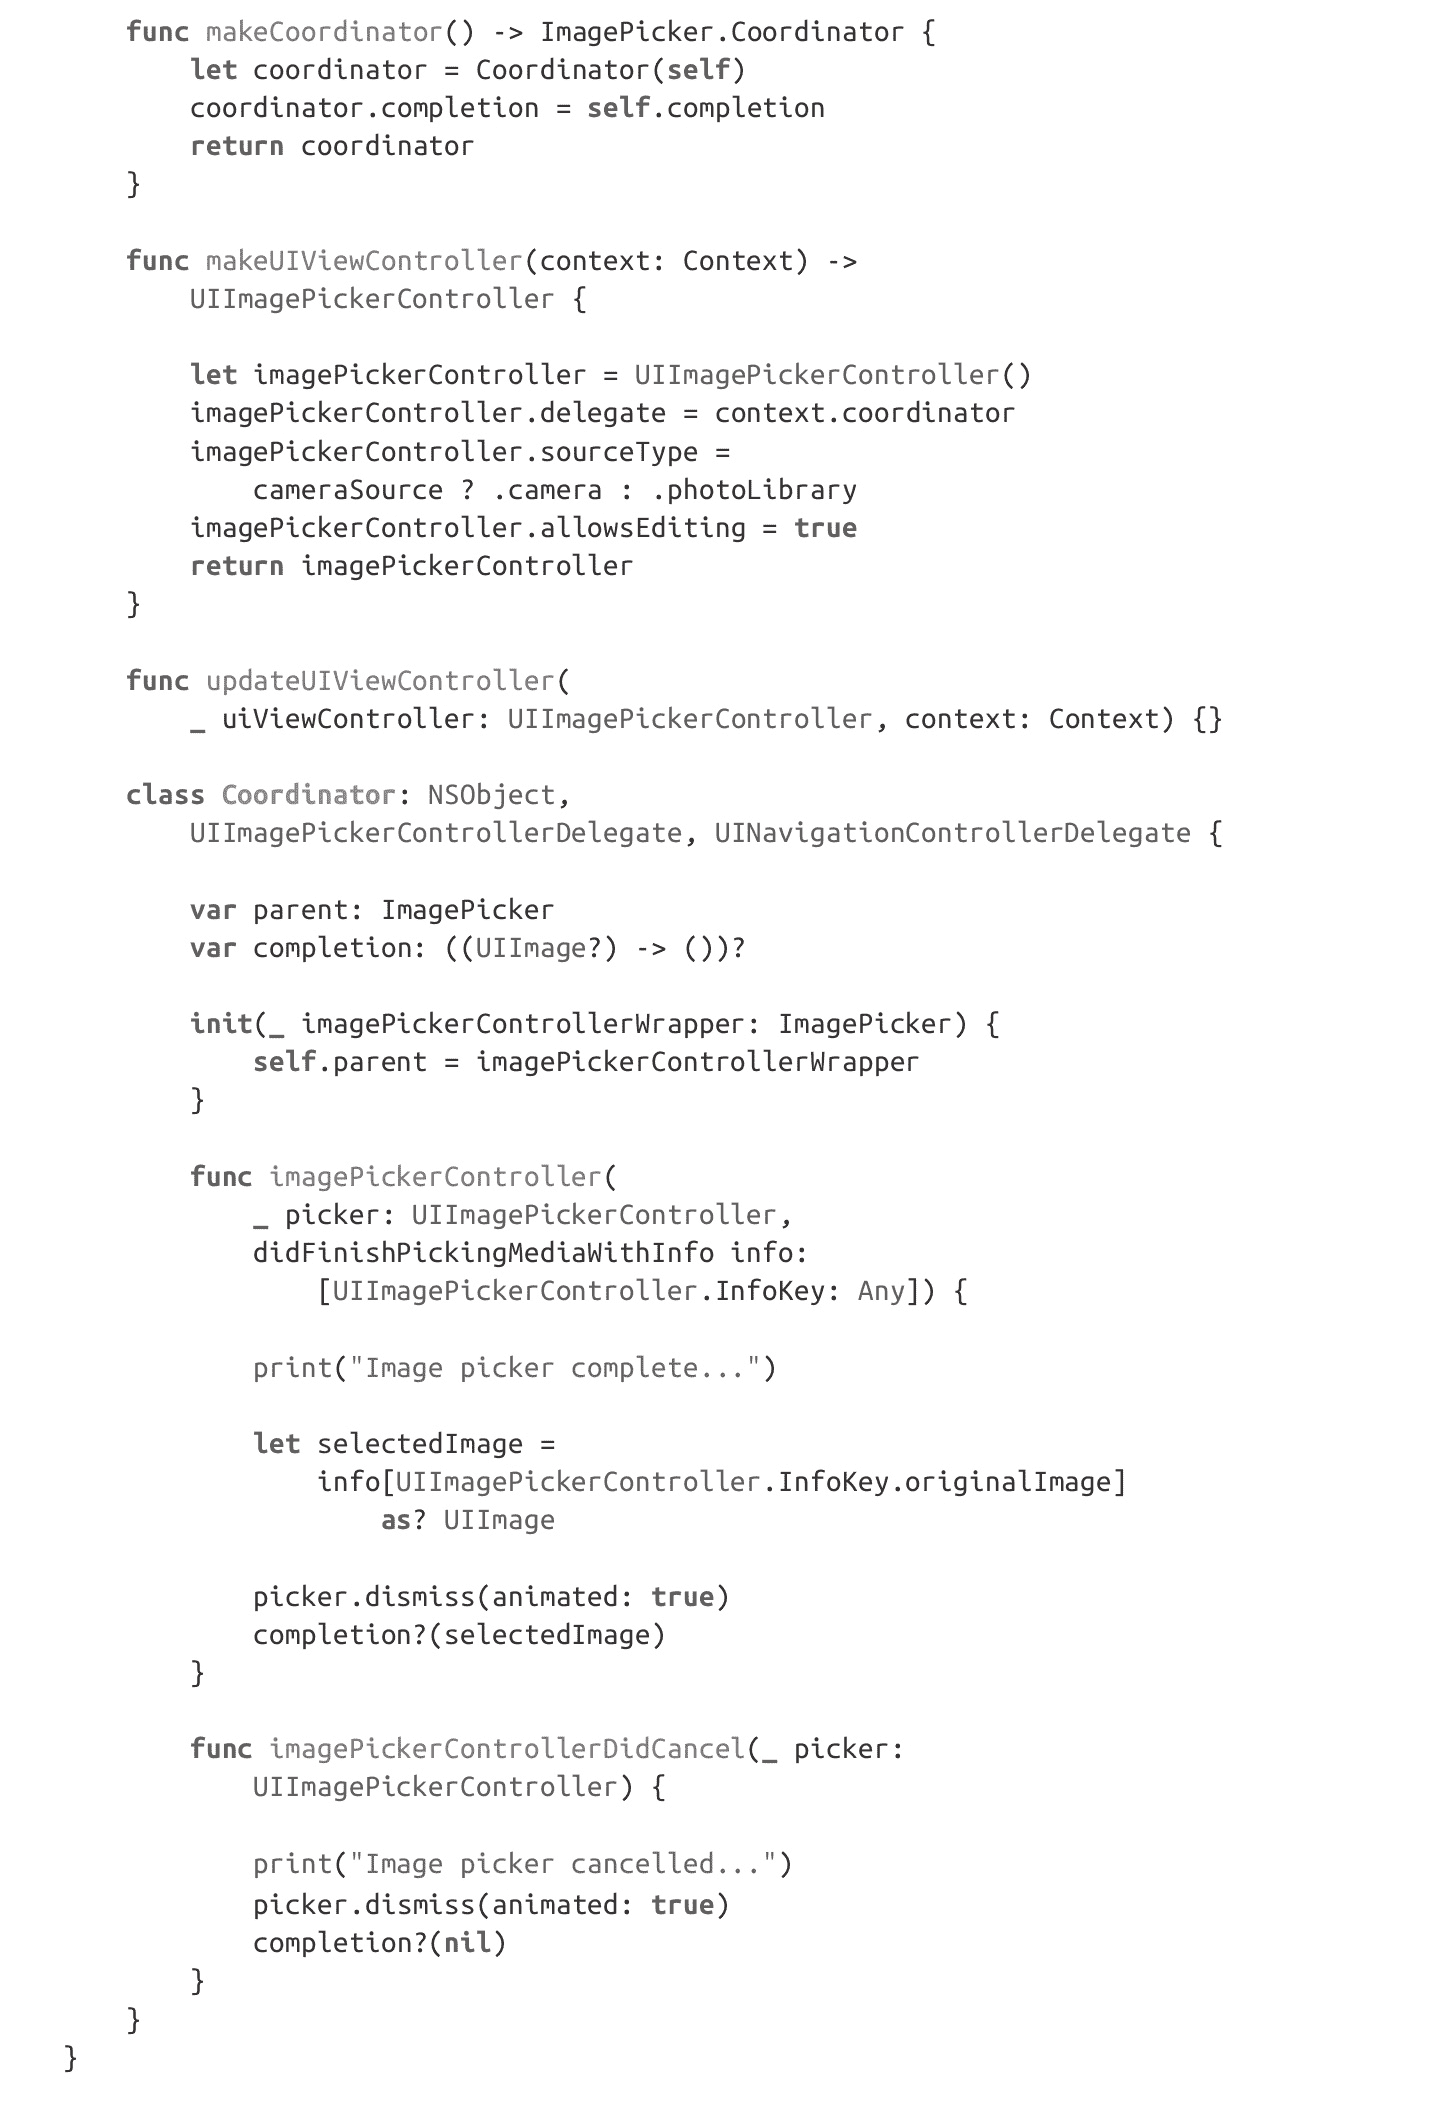 func makeCoordinator() -> ImagePicker.Coordinator {
let coordinator = Coordinator(self)
coordinator.completion = self.completion
return coordinator
}
func makeUIViewController(context: Context) ->
UIImagePickerController {
let imagePickerController = UIImagePickerController()
imagePickerController.delegate = context.coordinator
imagePickerController.sourceType =
cameraSource ? .camera : .photoLibrary
imagePickerController.allowsEditing = true
return imagePickerController
}
func updateUIViewController(
_ uiViewController: UIImagePickerController, context: Context) {}
class Coordinator: NSObject,
UIImagePickerControllerDelegate, UINavigationControllerDelegate {
var parent: ImagePicker
var completion: ((UIImage?) -> ())?
init(_ imagePickerControllerWrapper: ImagePicker) {
self.parent = imagePickerControllerWrapper
}
func imagePickerController(
_ picker: UIImagePickerController,
didFinishPickingMediaWithInfo info:
[UIImagePickerController.InfoKey: Any]) {
print("Image picker complete...")
let selectedImage =
info[UIImagePickerController.InfoKey.originalImage]
as? UIImage
picker.dismiss(animated: true)
completion?(selectedImage)
}
func imagePickerControllerDidCancel(_ picker:
UIImagePickerController) {
print("Image picker cancelled...")
picker.dismiss(animated: true)
completion?(nil)
}
}
}